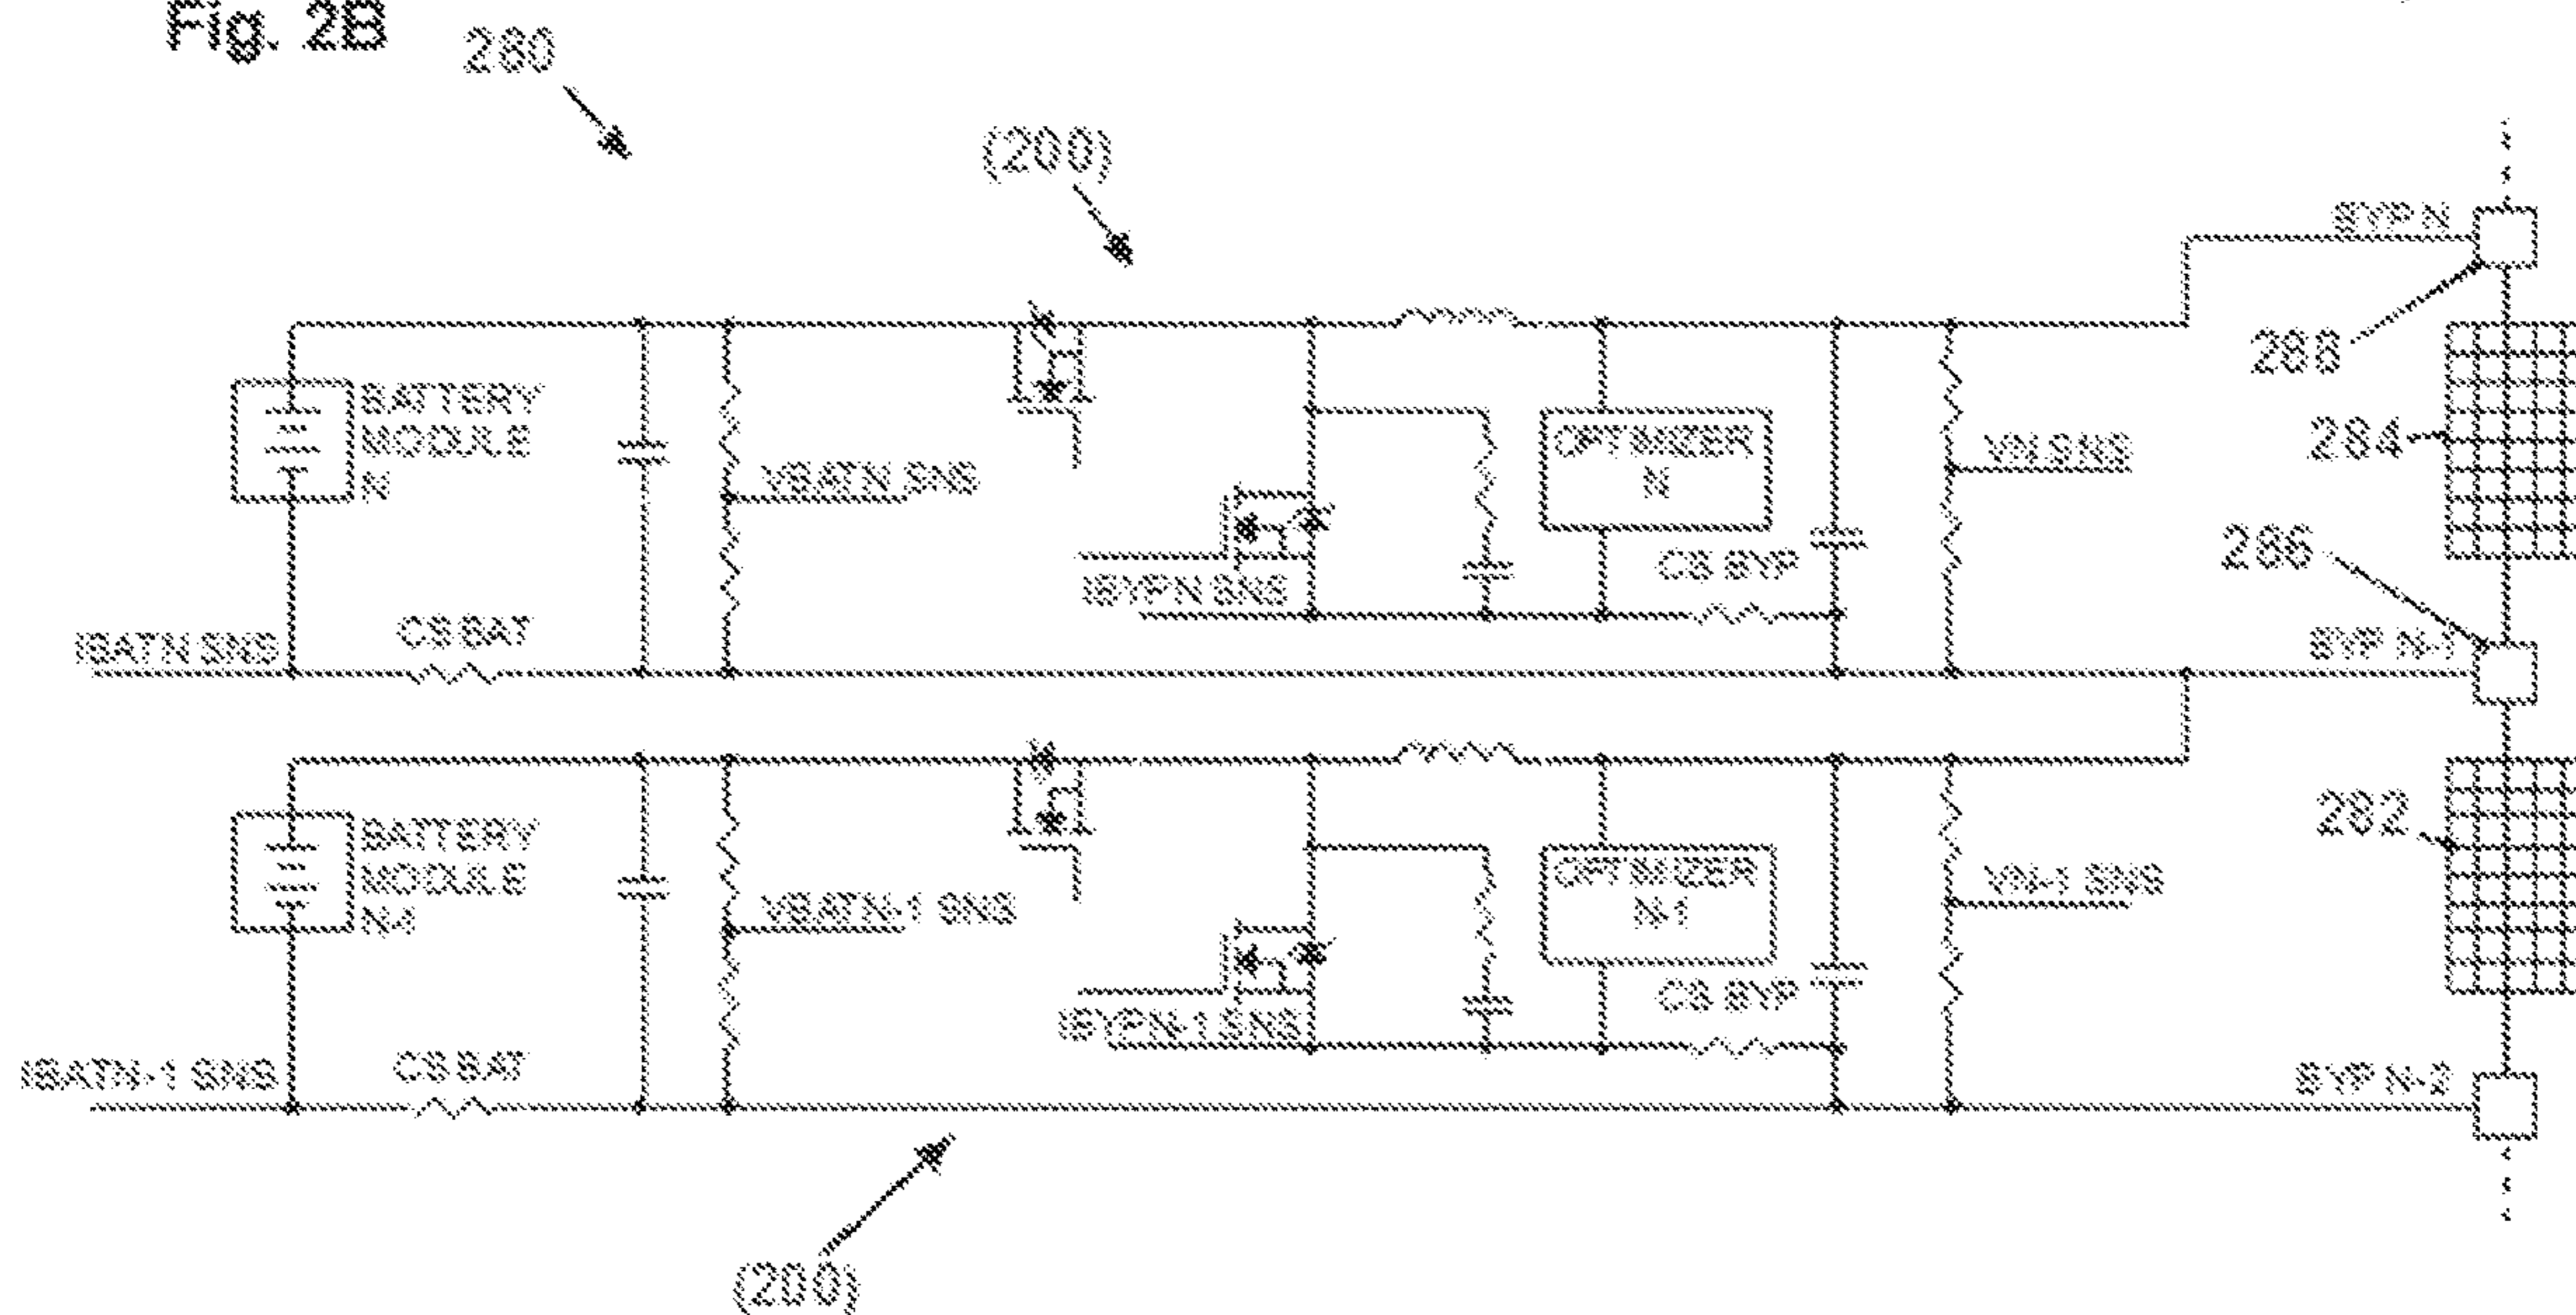 Fig. 2B
280
(200)
BYP N
288
BATTERY
MODULE
N
VBATN SNS
OPTIMIZER
N
VN SNS
284
286
IBYPN SNS
CS BYP
IBATN SNS
CS BAT
BYP N-1
BATTERY
MODULE
N-1
VBATN-1 SNS
OPTIMIZER
N-1
VN-1 SNS
282
IBYPN-1 SNS
CS BYP
IBATN-1 SNS
CS BAT
BYP N-2
(200)